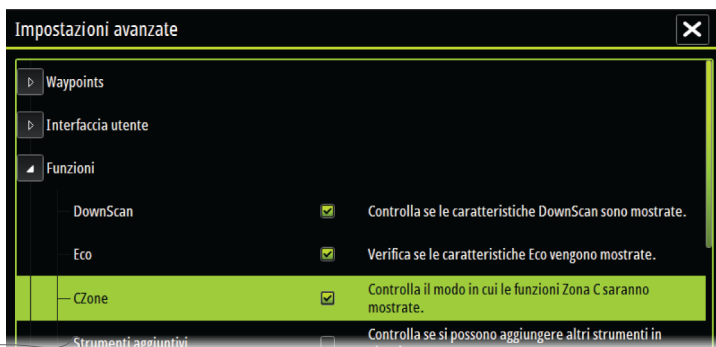 Impostazioni avanzate
Waypoints
Interfaccia utente
Funzioni
DownScan Controlla se le caratteristiche DownScan sono mostrate.
Eco Verifica se le caratteristiche Eco vengono mostrate.
CZone Controlla il modo in cui le funzioni Zona C saranno
mostrate.
Strumenti aggiuntivi Controlla se si possono aggiungere altri strumenti in